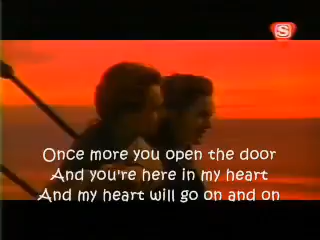 S
Once more you open the door
And you're here in my heart
And my heart will go on and on